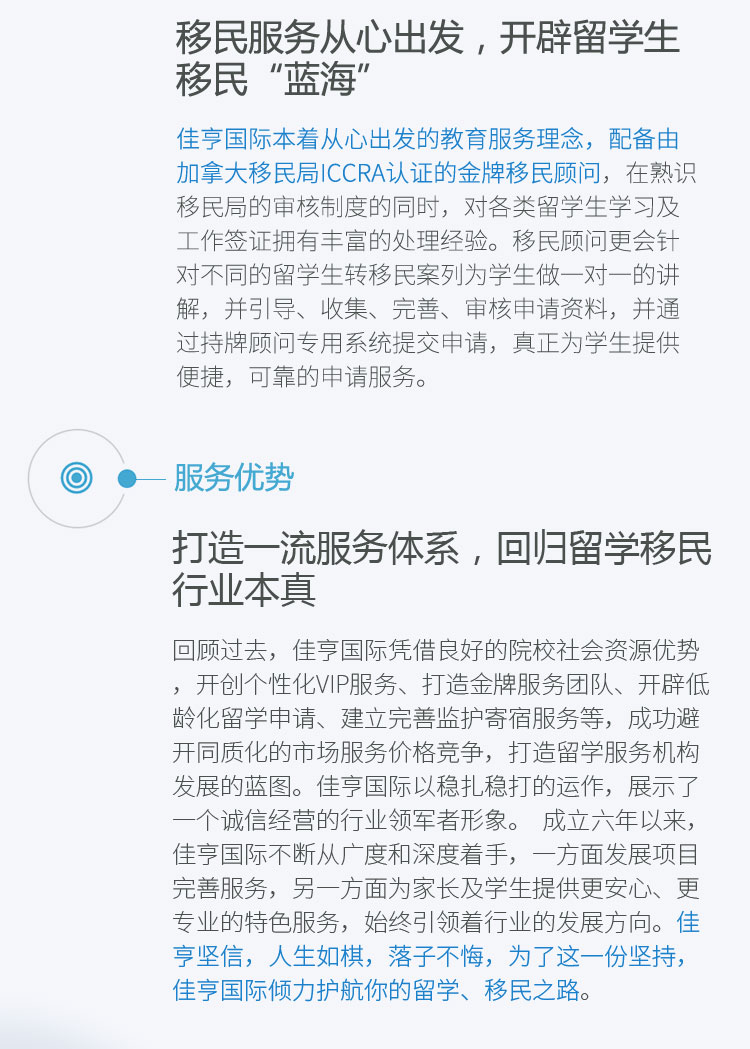 移民服务从心出发，开辟留学生
移民“蓝海”
佳亨国际本着从心出发的教育服务理念，配备由
加拿大移民局ICCRA认证的金牌移民顾问，在熟识
移民局的审核制度的同时，对各类留学生学习及
工作签证拥有丰富的处理经验。移民顾问更会针
对不同的留学生转移民案列为学生做一对一的讲
解，并引导、收集、完善、审核申请资料，并通
过持牌顾问专用系统提交申请，真正为学生提供
便捷，可靠的申请服务。
服务优势
打造一流服务体系，回归留学移民
行业本真
回顾过去，佳亨国际凭借良好的院校社会资源优势
，开创个性化VIP服务、打造金牌服务团队、开辟低
龄化留学申请、建立完善监护寄宿服务等，成功避
开同质化的市场服务价格竞争，打造留学服务机构
发展的蓝图。佳亨国际以稳扎稳打的运作，展示了
一个诚信经营的行业领军者形象。 成立六年以来，
佳亨国际不断从广度和深度着手，一方面发展项目
完善服务，另一方面为家长及学生提供更安心、更
专业的特色服务，始终引领着行业的发展方向。佳
亨坚信，人生如棋，落子不悔，为了这一份坚持，
佳亨国际倾力护航你的留学、移民之路。